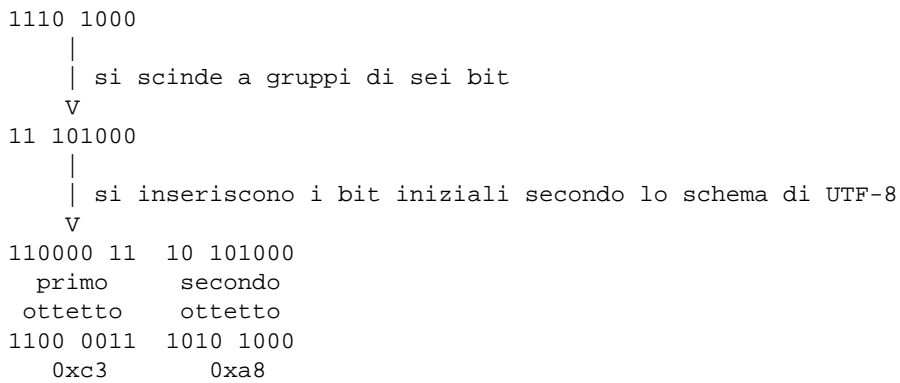 1110 1000
|
| si scinde a gruppi di sei bit
V
11 101000
|
| si inseriscono i bit iniziali secondo lo schema di UTF-8
V
110000 11 10 101000
primo secondo
ottetto ottetto
1100 0011 1010 1000
0xc3 0xa8